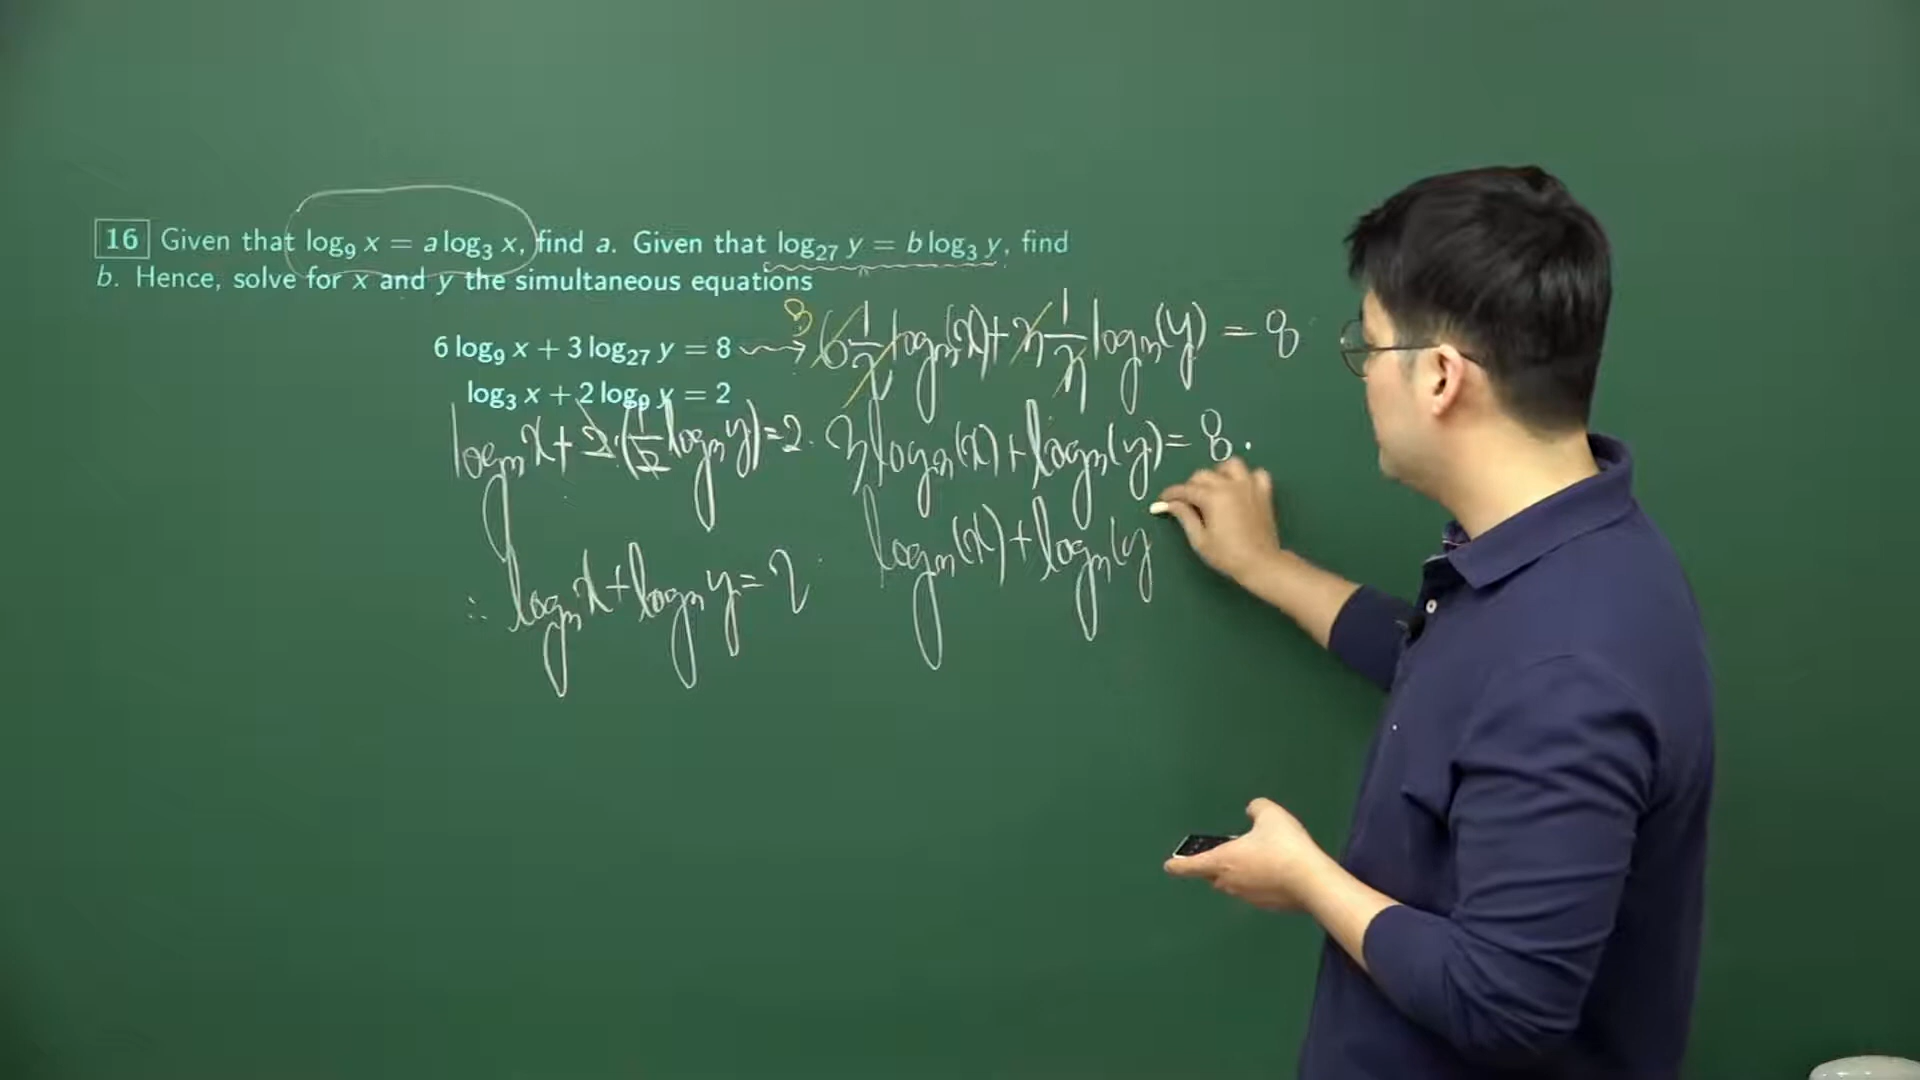 16 Given that log₉ x = a log₃ x, find a. Given that log₂₇ y = b log₃ y, find
b. Hence, solve for x and y the simultaneous equations
6 log₉ x + 3 log₂₇ y = 8
3
6 1/2 log₃(x) + 3 1/3 log₃(y) = 8
log₃ x + 2 log₉ y = 2
log₃ x + 2·(1/2 log₃ y) = 2.
3 log₃(x) + log₃(y) = 8.
log₃(x) + log₃(y
∴ log₃ x + log₃ y = 2